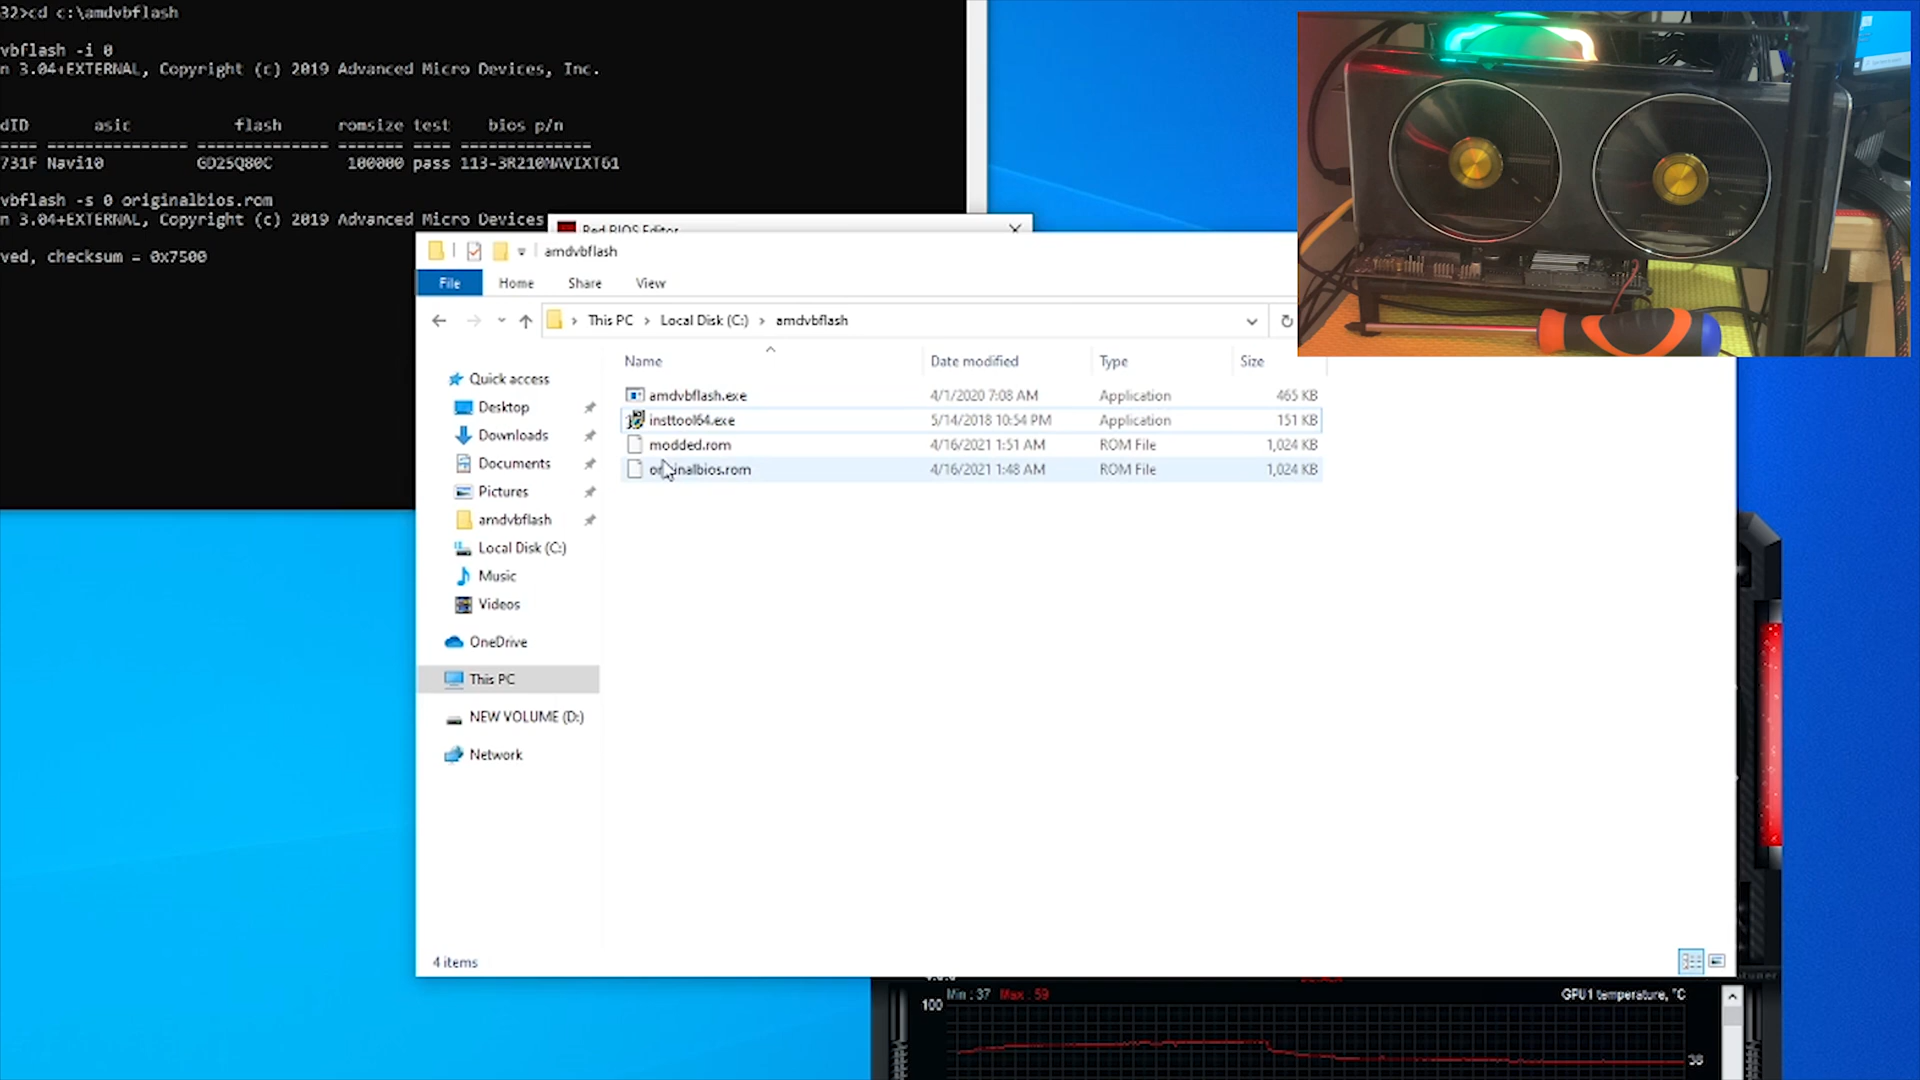 32>cd c:\amdvbflash
vbflash -i 0
n 3.04+EXTERNAL, Copyright (c) 2019 Advanced Micro Devices, Inc.
dID asic flash romsize test bios p/n
731F Navi10 GD25Q80C 100000 pass 113-3R210NAVIXT61
vbflash -s 0 originalbios.rom
n 3.04+EXTERNAL, Copyright (c) 2019 Advanced Micro Devices
ved, checksum = 0x7500
Red BIOS Editor
amdvbflash
File Home Share View
This PC > Local Disk (C:) > amdvbflash
Name Date modified Type Size
amdvbflash.exe 4/1/2020 7:08 AM Application 465 KB
insttool64.exe 5/14/2018 10:54 PM Application 151 KB
modded.rom 4/16/2021 1:51 AM ROM File 1,024 KB
originalbios.rom 4/16/2021 1:48 AM ROM File 1,024 KB
Quick access
Desktop
Downloads
Documents
Pictures
amdvbflash
Local Disk (C:)
Music
Videos
OneDrive
This PC
NEW VOLUME (D:)
Network
4 items
100 Min : 37 Max : 59 GPU1 temperature, °C
38